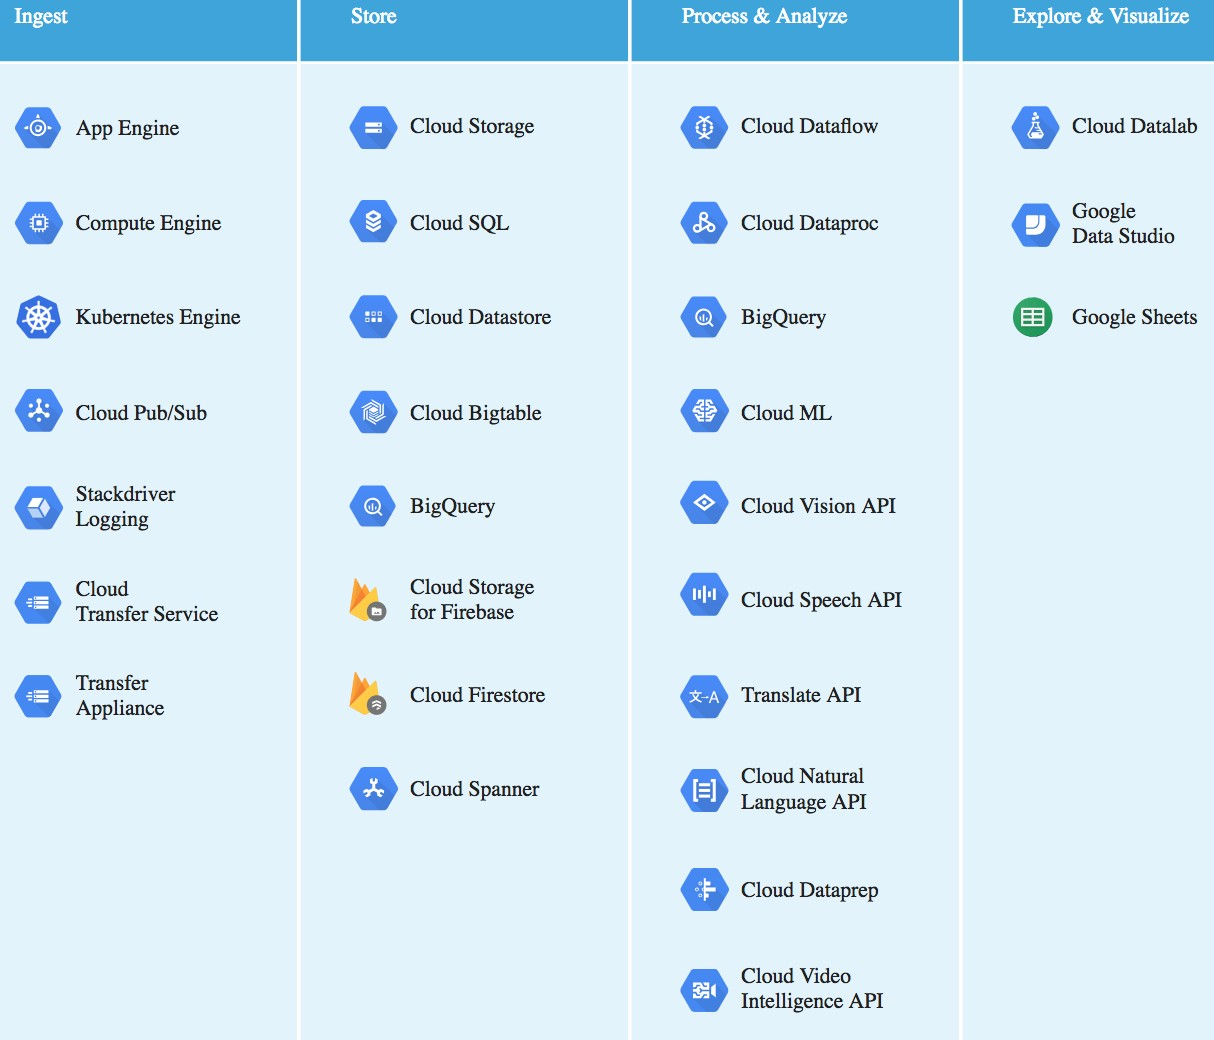 Ingest
Store
Process & Analyze
Explore & Visualize
App Engine
Compute Engine
Kubernetes Engine
Cloud Pub/Sub
Stackdriver
Logging
Cloud
Transfer Service
Transfer
Appliance
Cloud Storage
Cloud SQL
Cloud Datastore
Cloud Bigtable
BigQuery
Cloud Storage
for Firebase
Cloud Firestore
Cloud Spanner
Cloud Dataflow
Cloud Dataproc
BigQuery
Cloud ML
Cloud Vision API
Cloud Speech API
文→A
Translate API
Cloud Natural
Language API
Cloud Dataprep
Cloud Video
Intelligence API
Cloud Datalab
Google
Data Studio
Google Sheets